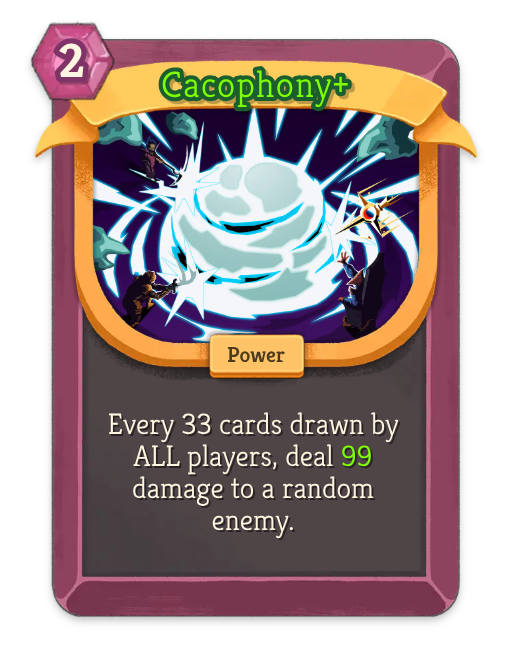 2
Cacophony+
Power
Every 33 cards drawn by
ALL players, deal 99
damage to a random
enemy.